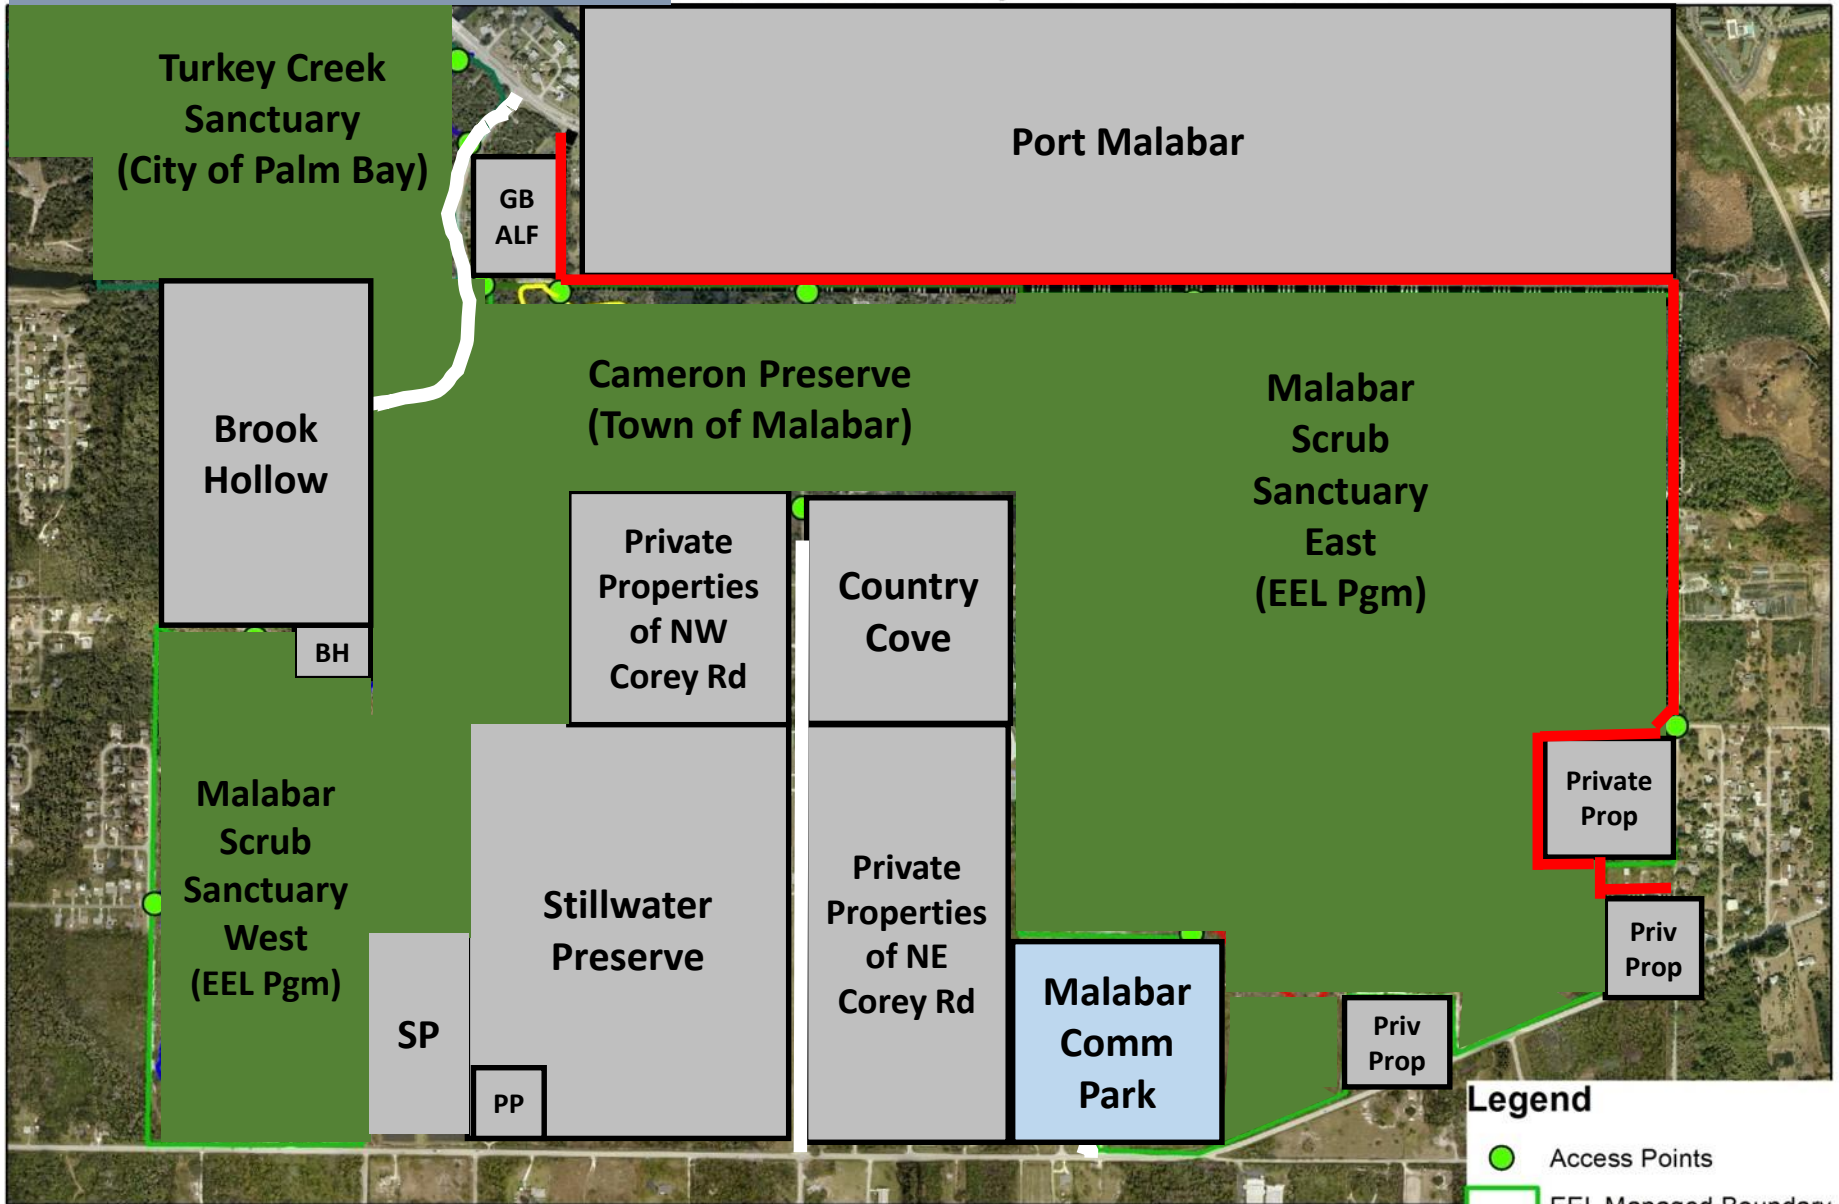 Turkey Creek
Sanctuary
(City of Palm Bay)
Port Malabar
GB
ALF
Cameron Preserve
(Town of Malabar)
Malabar
Scrub
Sanctuary
East
(EEL Pgm)
Brook
Hollow
BH
Private
Properties
of NW
Corey Rd
Country
Cove
Malabar
Scrub
Sanctuary
West
(EEL Pgm)
Stillwater
Preserve
SP
PP
Private
Properties
of NE
Corey Rd
Malabar
Comm
Park
Private
Prop
Priv
Prop
Priv
Prop
Legend
Access Points
EEL Managed Boundary